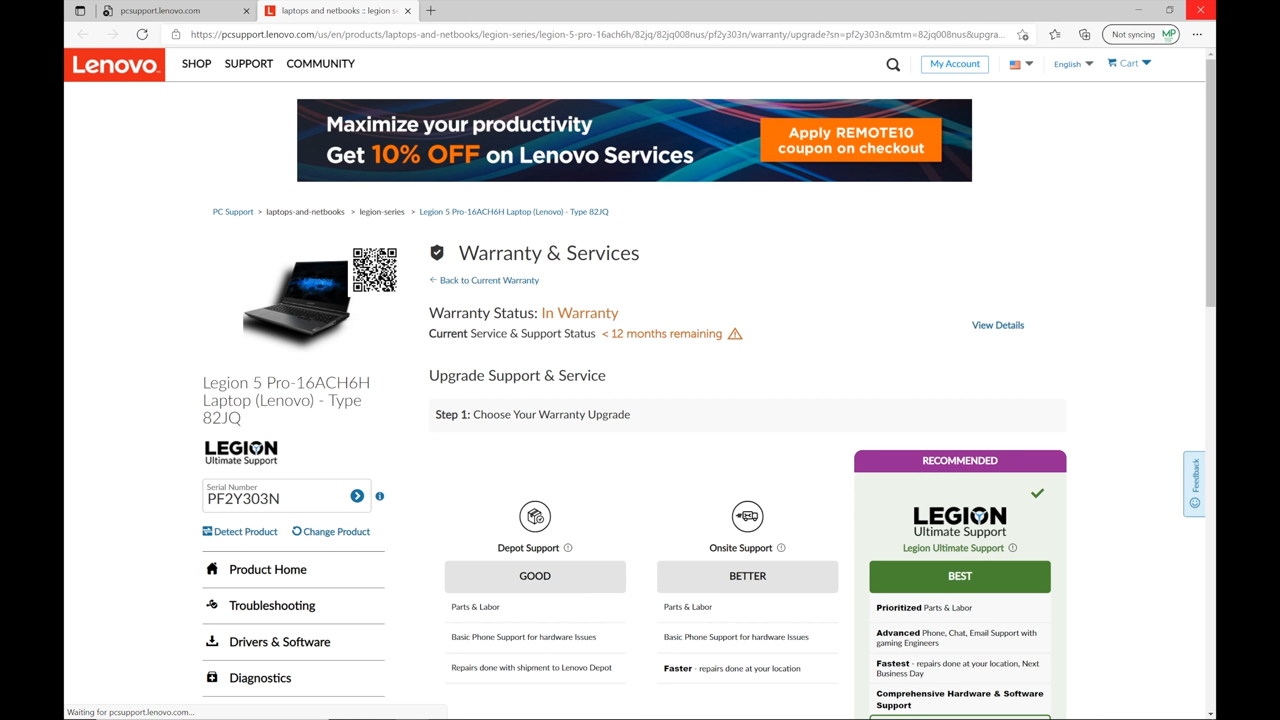 pcsupport.lenovo.com
laptops and netbooks :: legion s
https://pcsupport.lenovo.com/us/en/products/laptops-and-netbooks/legion-series/legion-5-pro-16ach6h/82jq/82jq008nus/pf2y303n/warranty/upgrade?sn=pf2y303n&mtm=82jq008nus&upgra...
Not syncing MP
Lenovo
SHOP SUPPORT COMMUNITY
My Account
English
Cart
Maximize your productivity
Get 10% OFF on Lenovo Services
Apply REMOTE10
coupon on checkout
PC Support > laptops-and-netbooks > legion-series > Legion 5 Pro-16ACH6H Laptop (Lenovo) - Type 82JQ
Warranty & Services
← Back to Current Warranty
Warranty Status: In Warranty
Current Service & Support Status < 12 months remaining
View Details
Upgrade Support & Service
Step 1: Choose Your Warranty Upgrade
Legion 5 Pro-16ACH6H
Laptop (Lenovo) - Type
82JQ
LEGION
Ultimate Support
Serial Number
PF2Y303N
Detect Product Change Product
Product Home
Troubleshooting
Drivers & Software
Diagnostics
Depot Support
GOOD
Parts & Labor
Basic Phone Support for hardware Issues
Repairs done with shipment to Lenovo Depot
Onsite Support
BETTER
Parts & Labor
Basic Phone Support for hardware Issues
Faster - repairs done at your location
RECOMMENDED
LEGION
Ultimate Support
Legion Ultimate Support
BEST
Prioritized Parts & Labor
Advanced Phone, Chat, Email Support with
gaming Engineers
Fastest - repairs done at your location, Next
Business Day
Comprehensive Hardware & Software
Support
Feedback
Waiting for pcsupport.lenovo.com...